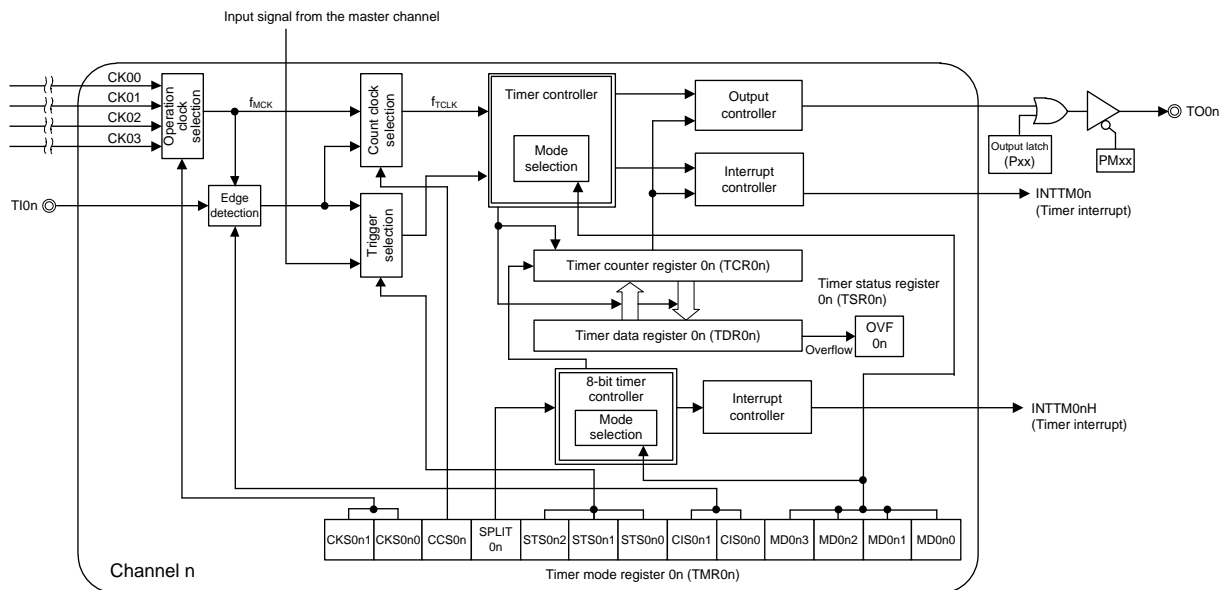 Input signal from the master channel
CK00
CK01
CK02
CK03
Operation
clock
selection
fMCK
Count clock
selection
fTCLK
Timer controller
Mode
selection
Output
controller
Output latch
(Pxx)
PMxx
TO0n
Interrupt
controller
INTTM0n
(Timer interrupt)
TI0n
Edge
detection
Trigger
selection
Timer counter register 0n (TCR0n)
Timer status register
0n (TSR0n)
Timer data register 0n (TDR0n)
Overflow
OVF
0n
8-bit timer
controller
Mode
selection
Interrupt
controller
INTTM0nH
(Timer interrupt)
CKS0n1
CKS0n0
CCS0n
SPLIT
0n
STS0n2
STS0n1
STS0n0
CIS0n1
CIS0n0
MD0n3
MD0n2
MD0n1
MD0n0
Channel n
Timer mode register 0n (TMR0n)